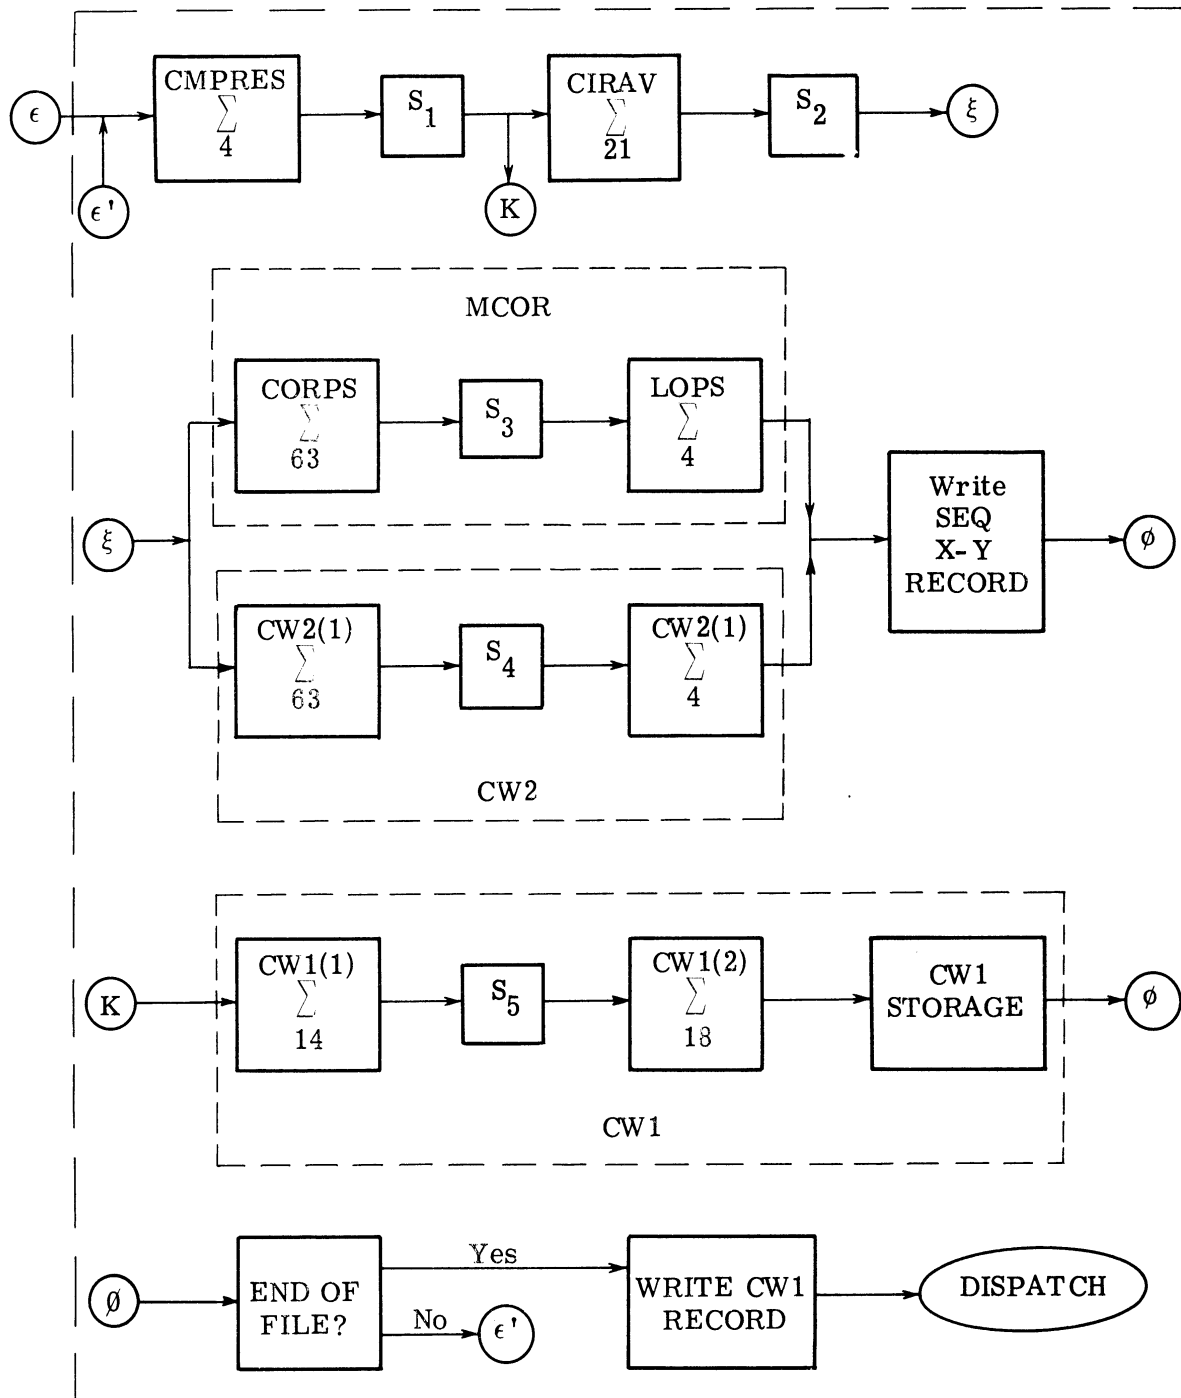 CMPRES
Σ
4
S1
CIRAV
Σ
21
S2
ϵ
ξ
ϵ'
K
MCOR
CORPS
Σ
63
S3
LOPS
Σ
4
Write
SEQ
X-Y
RECORD
ξ
ϕ
CW2(1)
Σ
63
S4
CW2(1)
Σ
4
CW2
K
CW1(1)
Σ
14
S5
CW1(2)
Σ
18
CW1
STORAGE
ϕ
CW1
Ø
END OF
FILE?
Yes
No
ϵ'
WRITE CW1
RECORD
DISPATCH